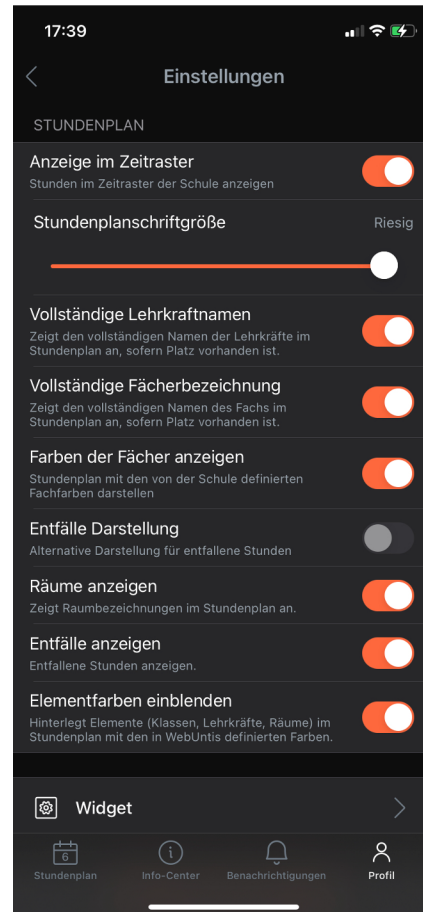 17:39
Einstellungen
STUNDENPLAN
Anzeige im Zeitraster
Stunden im Zeitraster der Schule anzeigen
Stundenplanschriftgröße Riesig
Vollständige Lehrkraftnamen
Zeigt den vollständigen Namen der Lehrkräfte im
Stundenplan an, sofern Platz vorhanden ist.
Vollständige Fächerbezeichnung
Zeigt den vollständigen Namen des Fachs im
Stundenplan an, sofern Platz vorhanden ist.
Farben der Fächer anzeigen
Stundenplan mit den von der Schule definierten
Fachfarben darstellen
Entfälle Darstellung
Alternative Darstellung für entfallene Stunden
Räume anzeigen
Zeigt Raumbezeichnungen im Stundenplan an.
Entfälle anzeigen
Entfallene Stunden anzeigen.
Elementfarben einblenden
Hinterlegt Elemente (Klassen, Lehrkräfte, Räume) im
Stundenplan mit den in WebUntis definierten Farben.
Widget
6
Stundenplan Info-Center Benachrichtigungen Profil